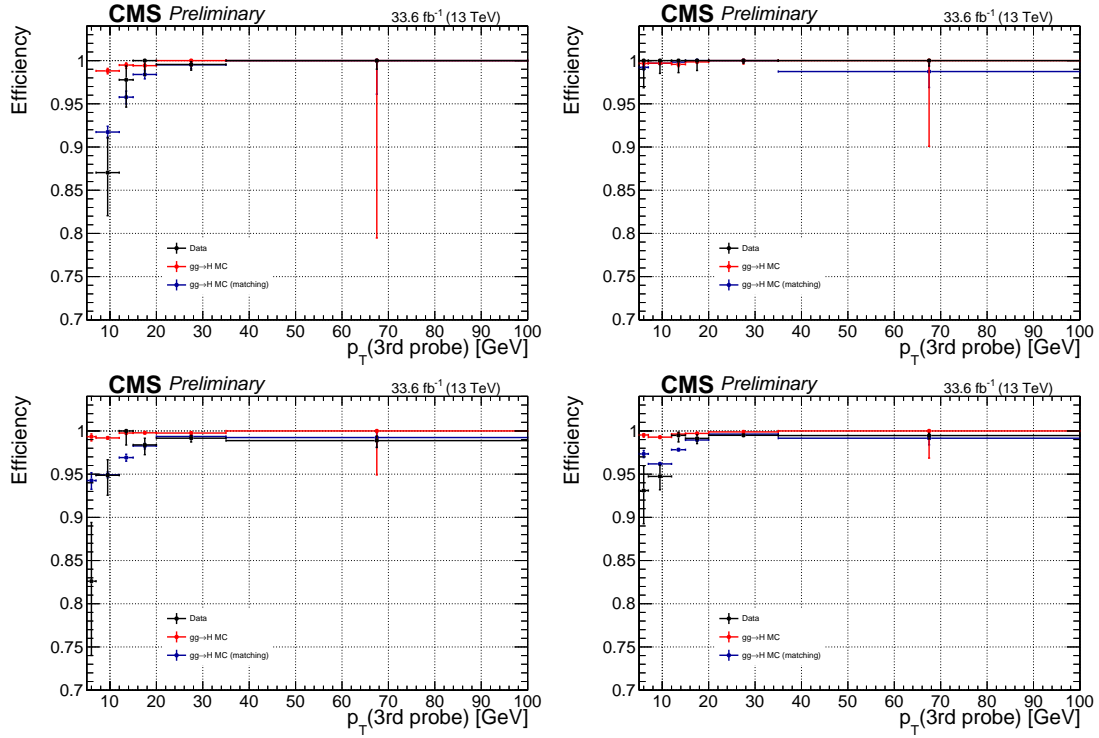 CMS Preliminary 33.6 fb⁻¹ (13 TeV)
Efficiency
1
0.95
0.9
0.85
0.8
0.75
0.7
Data
gg→H MC
gg→H MC (matching)
10 20 30 40 50 60 70 80 90 100
p_T(3rd probe) [GeV]
CMS Preliminary 33.6 fb⁻¹ (13 TeV)
Efficiency
1
0.95
0.9
0.85
0.8
0.75
0.7
Data
gg→H MC
gg→H MC (matching)
10 20 30 40 50 60 70 80 90 100
p_T(3rd probe) [GeV]
CMS Preliminary 33.6 fb⁻¹ (13 TeV)
Efficiency
1
0.95
0.9
0.85
0.8
0.75
0.7
Data
gg→H MC
gg→H MC (matching)
10 20 30 40 50 60 70 80 90 100
p_T(3rd probe) [GeV]
CMS Preliminary 33.6 fb⁻¹ (13 TeV)
Efficiency
1
0.95
0.9
0.85
0.8
0.75
0.7
Data
gg→H MC
gg→H MC (matching)
10 20 30 40 50 60 70 80 90 100
p_T(3rd probe) [GeV]